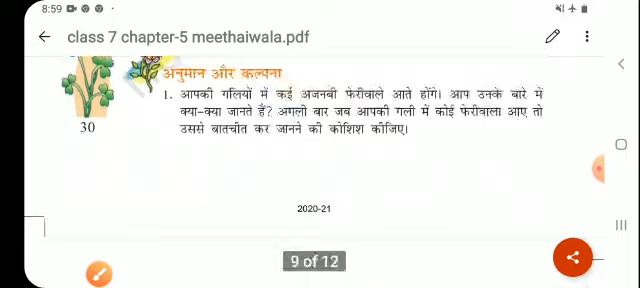 8:59
class 7 chapter-5 meethaiwala.pdf
अनुमान और कल्पना
1. आपकी गलियों में कई अजनबी फेरीवाले आते होंगे। आप उनके बारे में
क्या-क्या जानते हैं? अगली बार जब आपकी गली में कोई फेरीवाला आए तो
उससे बातचीत कर जानने की कोशिश कीजिए।
30
2020-21
9 of 12